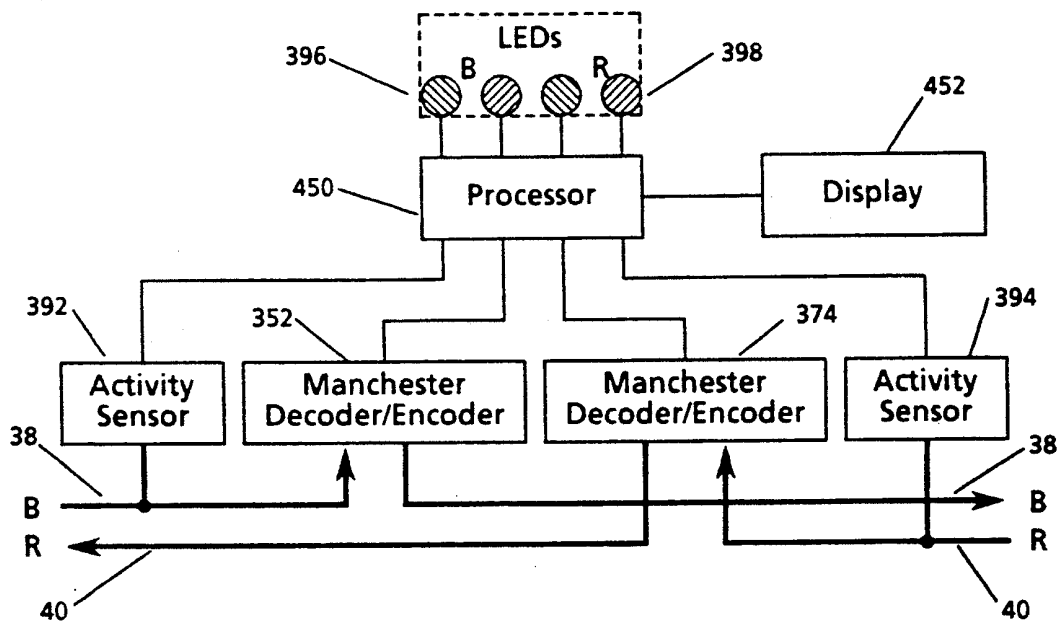 LEDs
396
B
R
398
452
450
Processor
Display
392
352
374
394
Activity
Sensor
Manchester
Decoder/Encoder
Manchester
Decoder/Encoder
Activity
Sensor
38
38
B
B
R
R
40
40